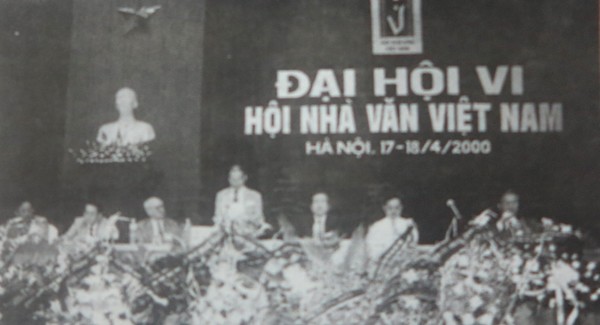 ĐẠI HỘI VI
HỘI NHÀ VĂN VIỆT NAM
HÀ NỘI. 17-18/4/2000